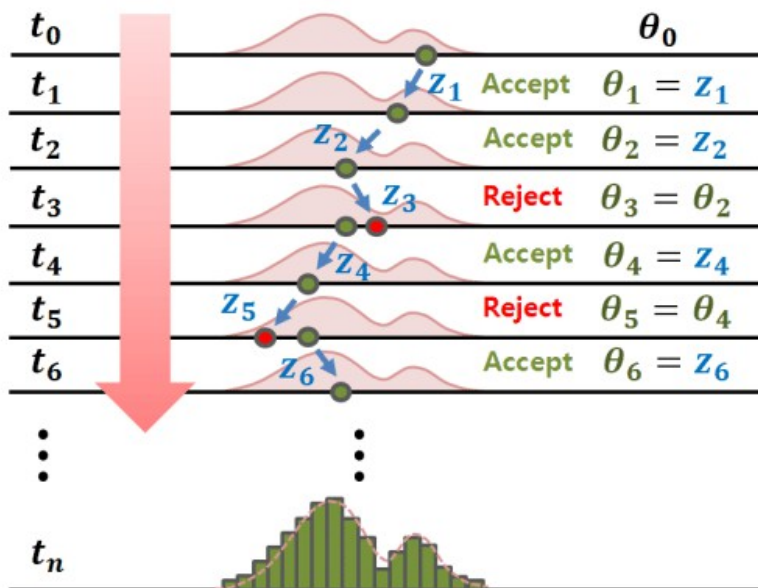 t₀ θ₀
t₁ z₁ Accept θ₁ = z₁
t₂ z₂ Accept θ₂ = z₂
t₃ z₃ Reject θ₃ = θ₂
t₄ z₄ Accept θ₄ = z₄
t₅ z₅ Reject θ₅ = θ₄
t₆ z₆ Accept θ₆ = z₆
⋮ ⋮
tₙ